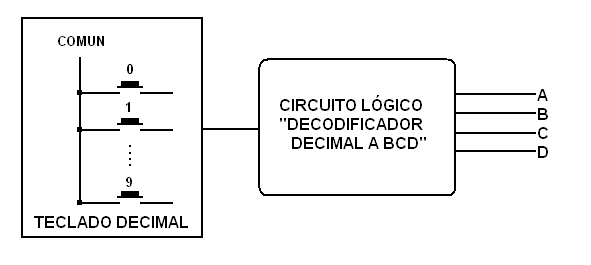 COMUN
0
1
9
TECLADO DECIMAL
CIRCUITO LÓGICO
"DECODIFICADOR
DECIMAL A BCD"
A
B
C
D